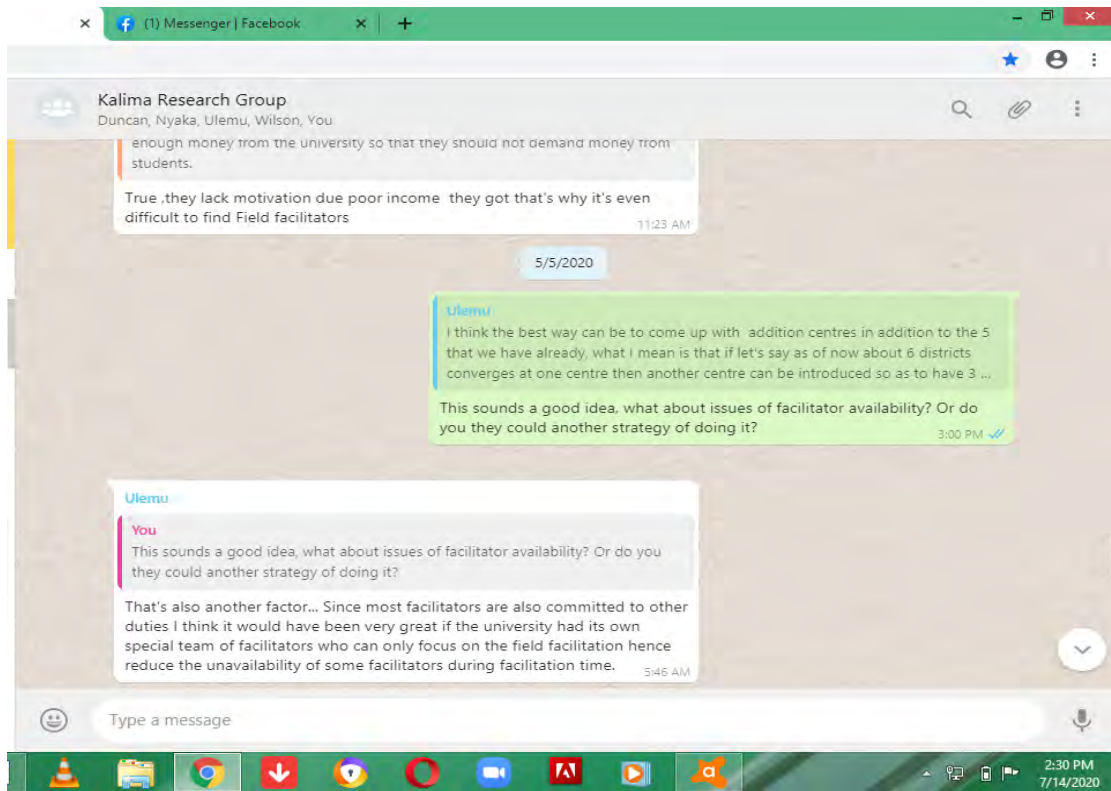 (1) Messenger | Facebook
Kalima Research Group
Duncan, Nyaka, Ulemu, Wilson, You
enough money from the university so that they should not demand money from
students.
True ,they lack motivation due poor income they got that's why it's even
difficult to find Field facilitators
11:23 AM
5/5/2020
Ulemu
I think the best way can be to come up with addition centres in addition to the 5
that we have already, what I mean is that if let's say as of now about 6 districts
converges at one centre then another centre can be introduced so as to have 3 ...
This sounds a good idea, what about issues of facilitator availability? Or do
you they could another strategy of doing it?
3:00 PM
Ulemu
You
This sounds a good idea, what about issues of facilitator availability? Or do you
they could another strategy of doing it?
That's also another factor... Since most facilitators are also committed to other
duties I think it would have been very great if the university had its own
special team of facilitators who can only focus on the field facilitation hence
reduce the unavailability of some facilitators during facilitation time.
5:46 AM
Type a message
2:30 PM
7/14/2020